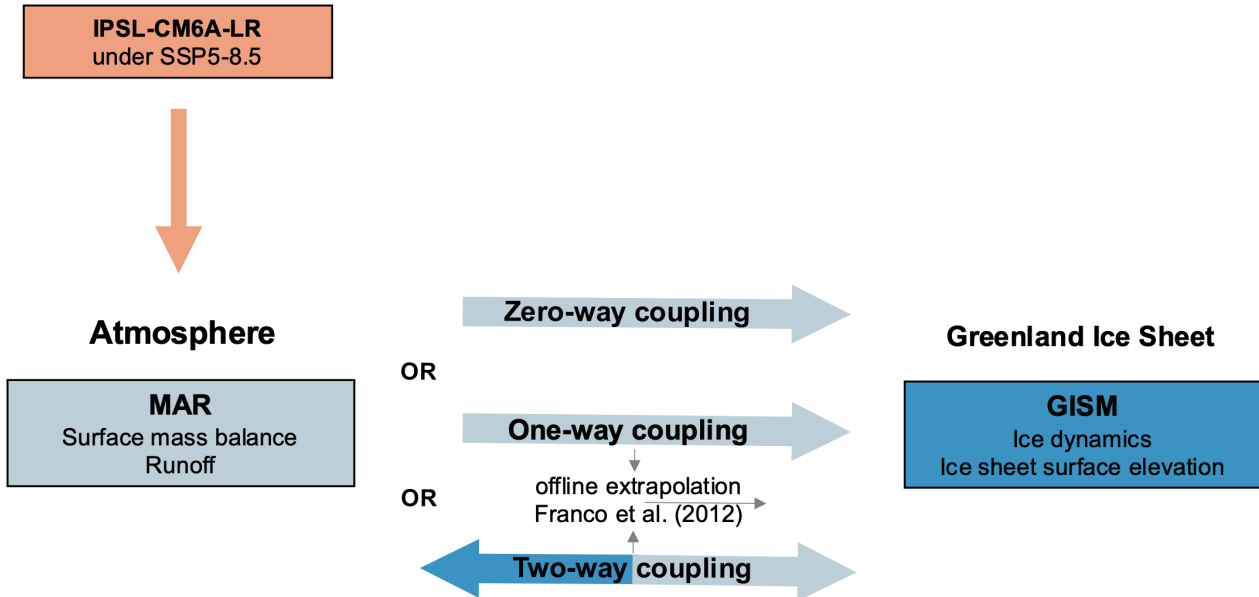 IPSL-CM6A-LR
under SSP5-8.5
Zero-way coupling
Atmosphere
Greenland Ice Sheet
OR
MAR
Surface mass balance
Runoff
One-way coupling
GISM
Ice dynamics
Ice sheet surface elevation
OR
offline extrapolation
Franco et al. (2012)
Two-way coupling